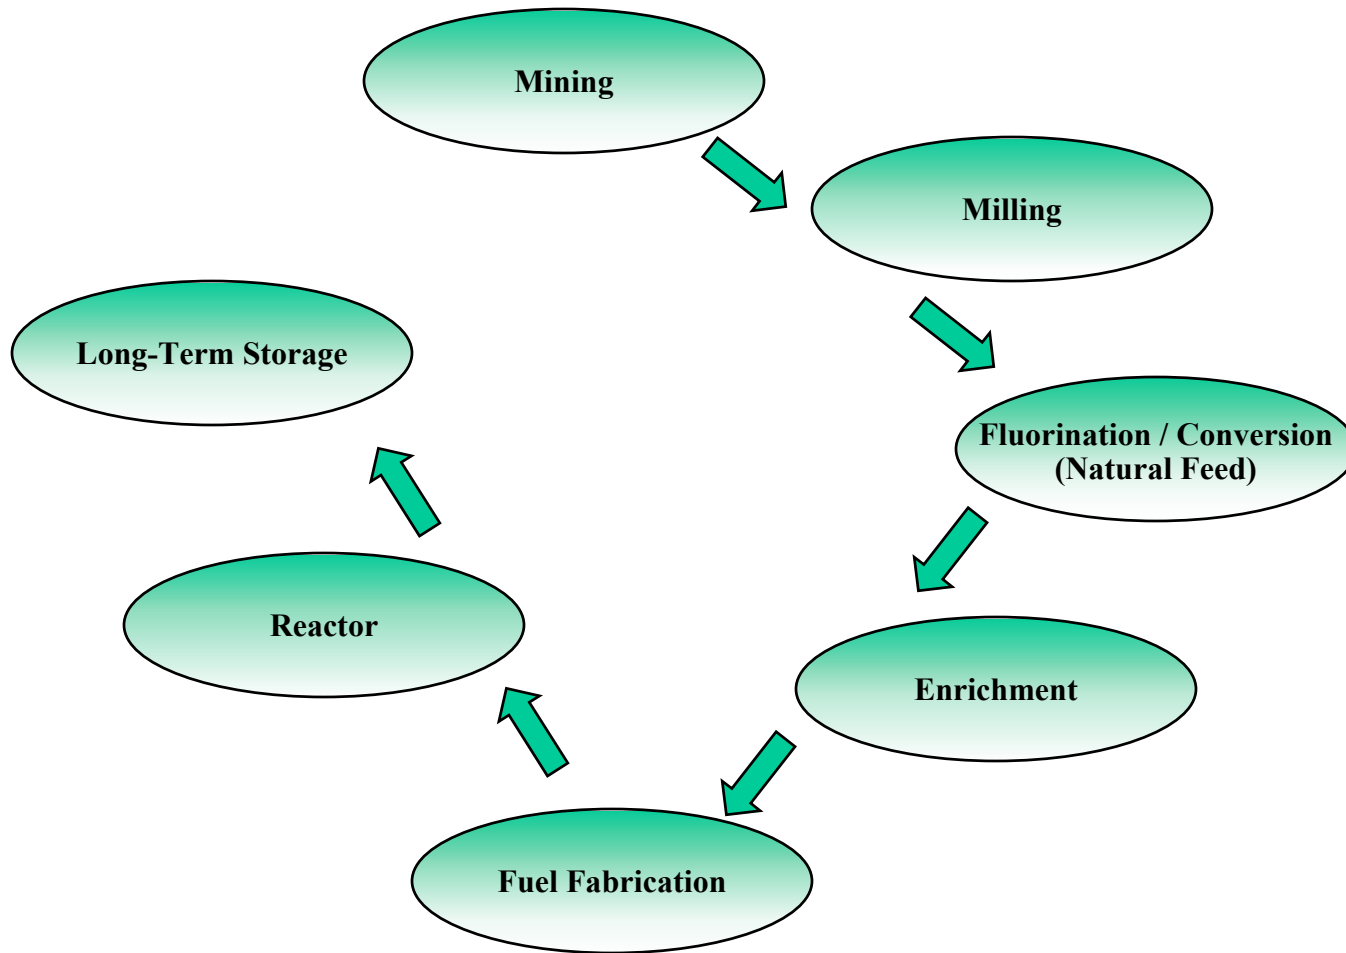 Mining
Milling
Fluorination / Conversion
(Natural Feed)
Enrichment
Fuel Fabrication
Reactor
Long-Term Storage